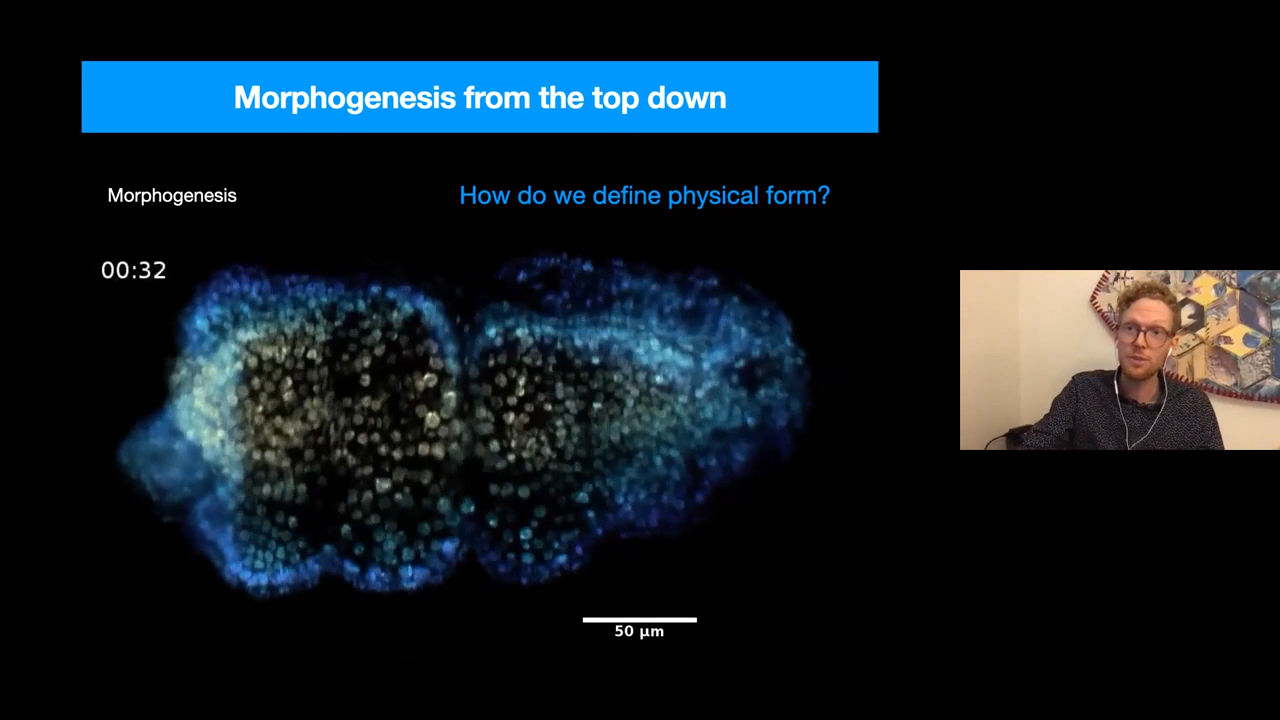 Morphogenesis from the top down
Morphogenesis
How do we define physical form?
00:32
50 µm